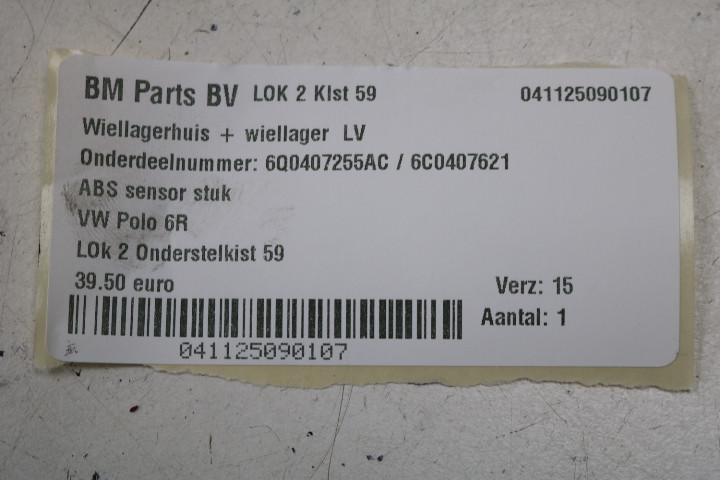 BM Parts BV LOK 2 Klst 59 041125090107
Wiellagerhuis + wiellager LV
Onderdeelnummer: 6Q0407255AC / 6C0407621
ABS sensor stuk
VW Polo 6R
LOk 2 Onderstelkist 59
39.50 euro Verz: 15
Aantal: 1
041125090107